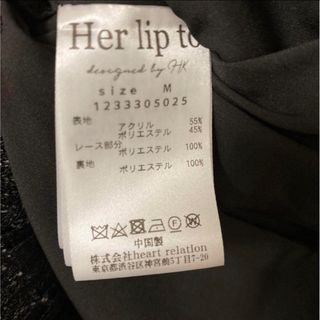 Her lip to
designed by HK
size M
1233305025
表地 アクリル 55%
ポリエステル 45%
レース部分 ポリエステル 100%
裏地 ポリエステル 100%
中国製
株式会社heart relation
東京都渋谷区神宮前5丁目7-20